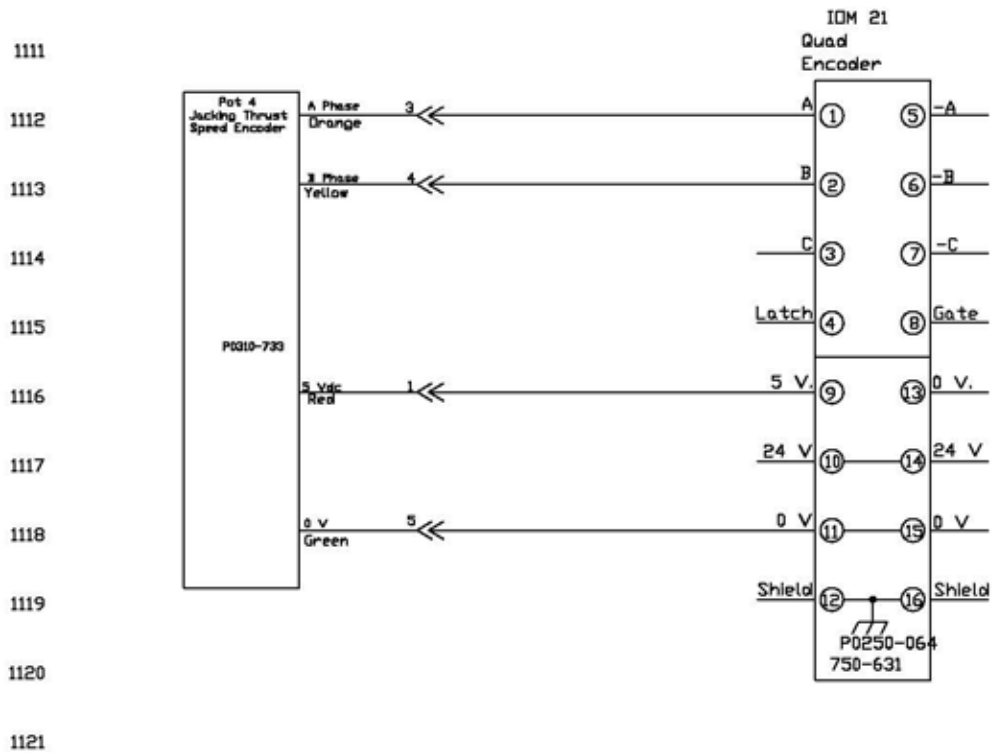 IOM 21
Quad
Encoder
1111
1112
1113
1114
1115
1116
1117
1118
1119
1120
1121
Pot 4
Jacking Thrust
Speed Encoder
PD310-733
A Phase 3
Orange
B Phase 4
Yellow
5 Vdc 1
Red
0 V 5
Green
A 1 5 -A
B 2 6 -B
C 3 7 -C
Latch 4 8 Gate
5 V. 9 13 0 V.
24 V 10 14 24 V
0 V 11 15 0 V
Shield 12 16 Shield
PD250-064
750-631